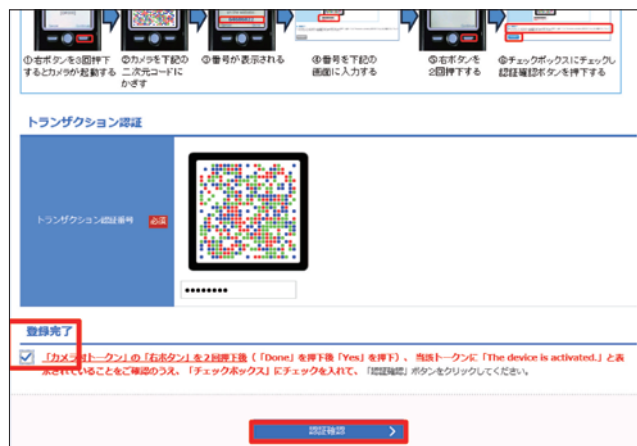 ①右ボタンを3回押下
するとカメラが起動する
②カメラを下記の
二次元コードに
かざす
③番号が表示される
④番号を下記の
画面に入力する
⑤右ボタンを
2回押下する
⑥チェックボックスにチェックし
認証確認ボタンを押下する
トランザクション認証
トランザクション認証番号 必須
••••••••
登録完了
「カメラ付トークン」の「右ボタン」を2回押下後(「Done」を押下後「Yes」を押下)、当該トークンに「The device is activated.」と表
示されていることをご確認のうえ、「チェックボックス」にチェックを入れて、「認証確認」ボタンをクリックしてください。
認証確認